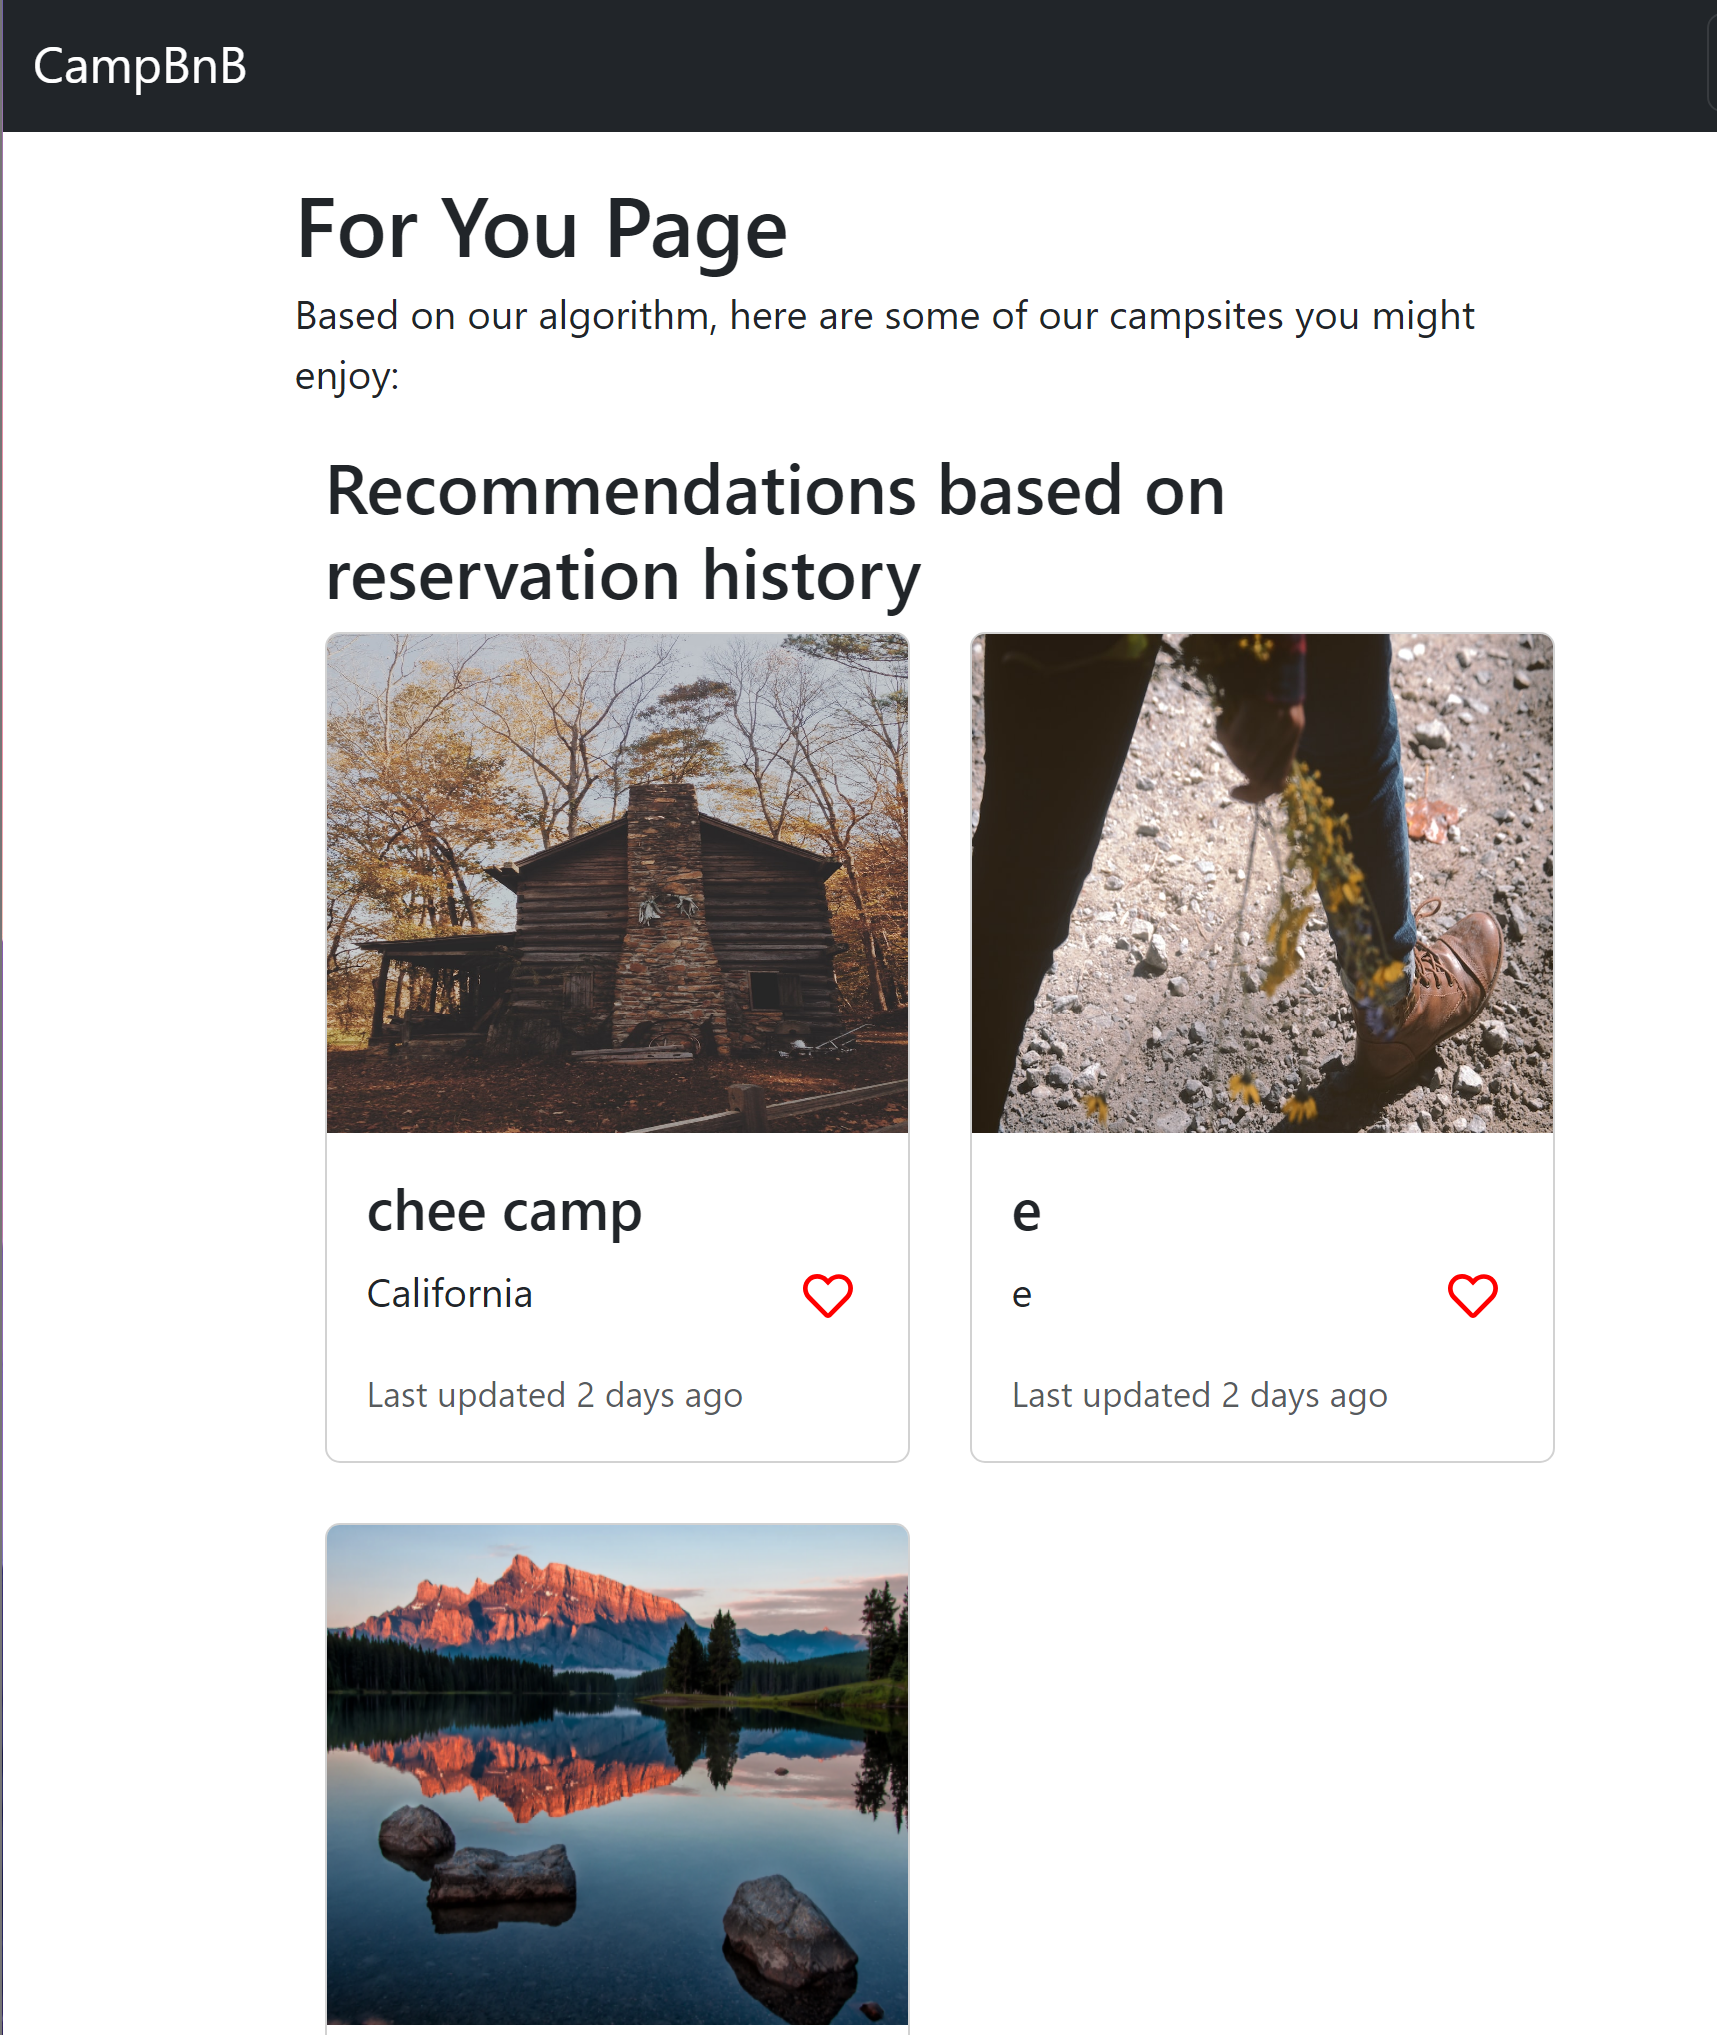 CampBnB
For You Page
Based on our algorithm, here are some of our campsites you might
enjoy:
Recommendations based on
reservation history
chee camp
California
Last updated 2 days ago
e
e
Last updated 2 days ago